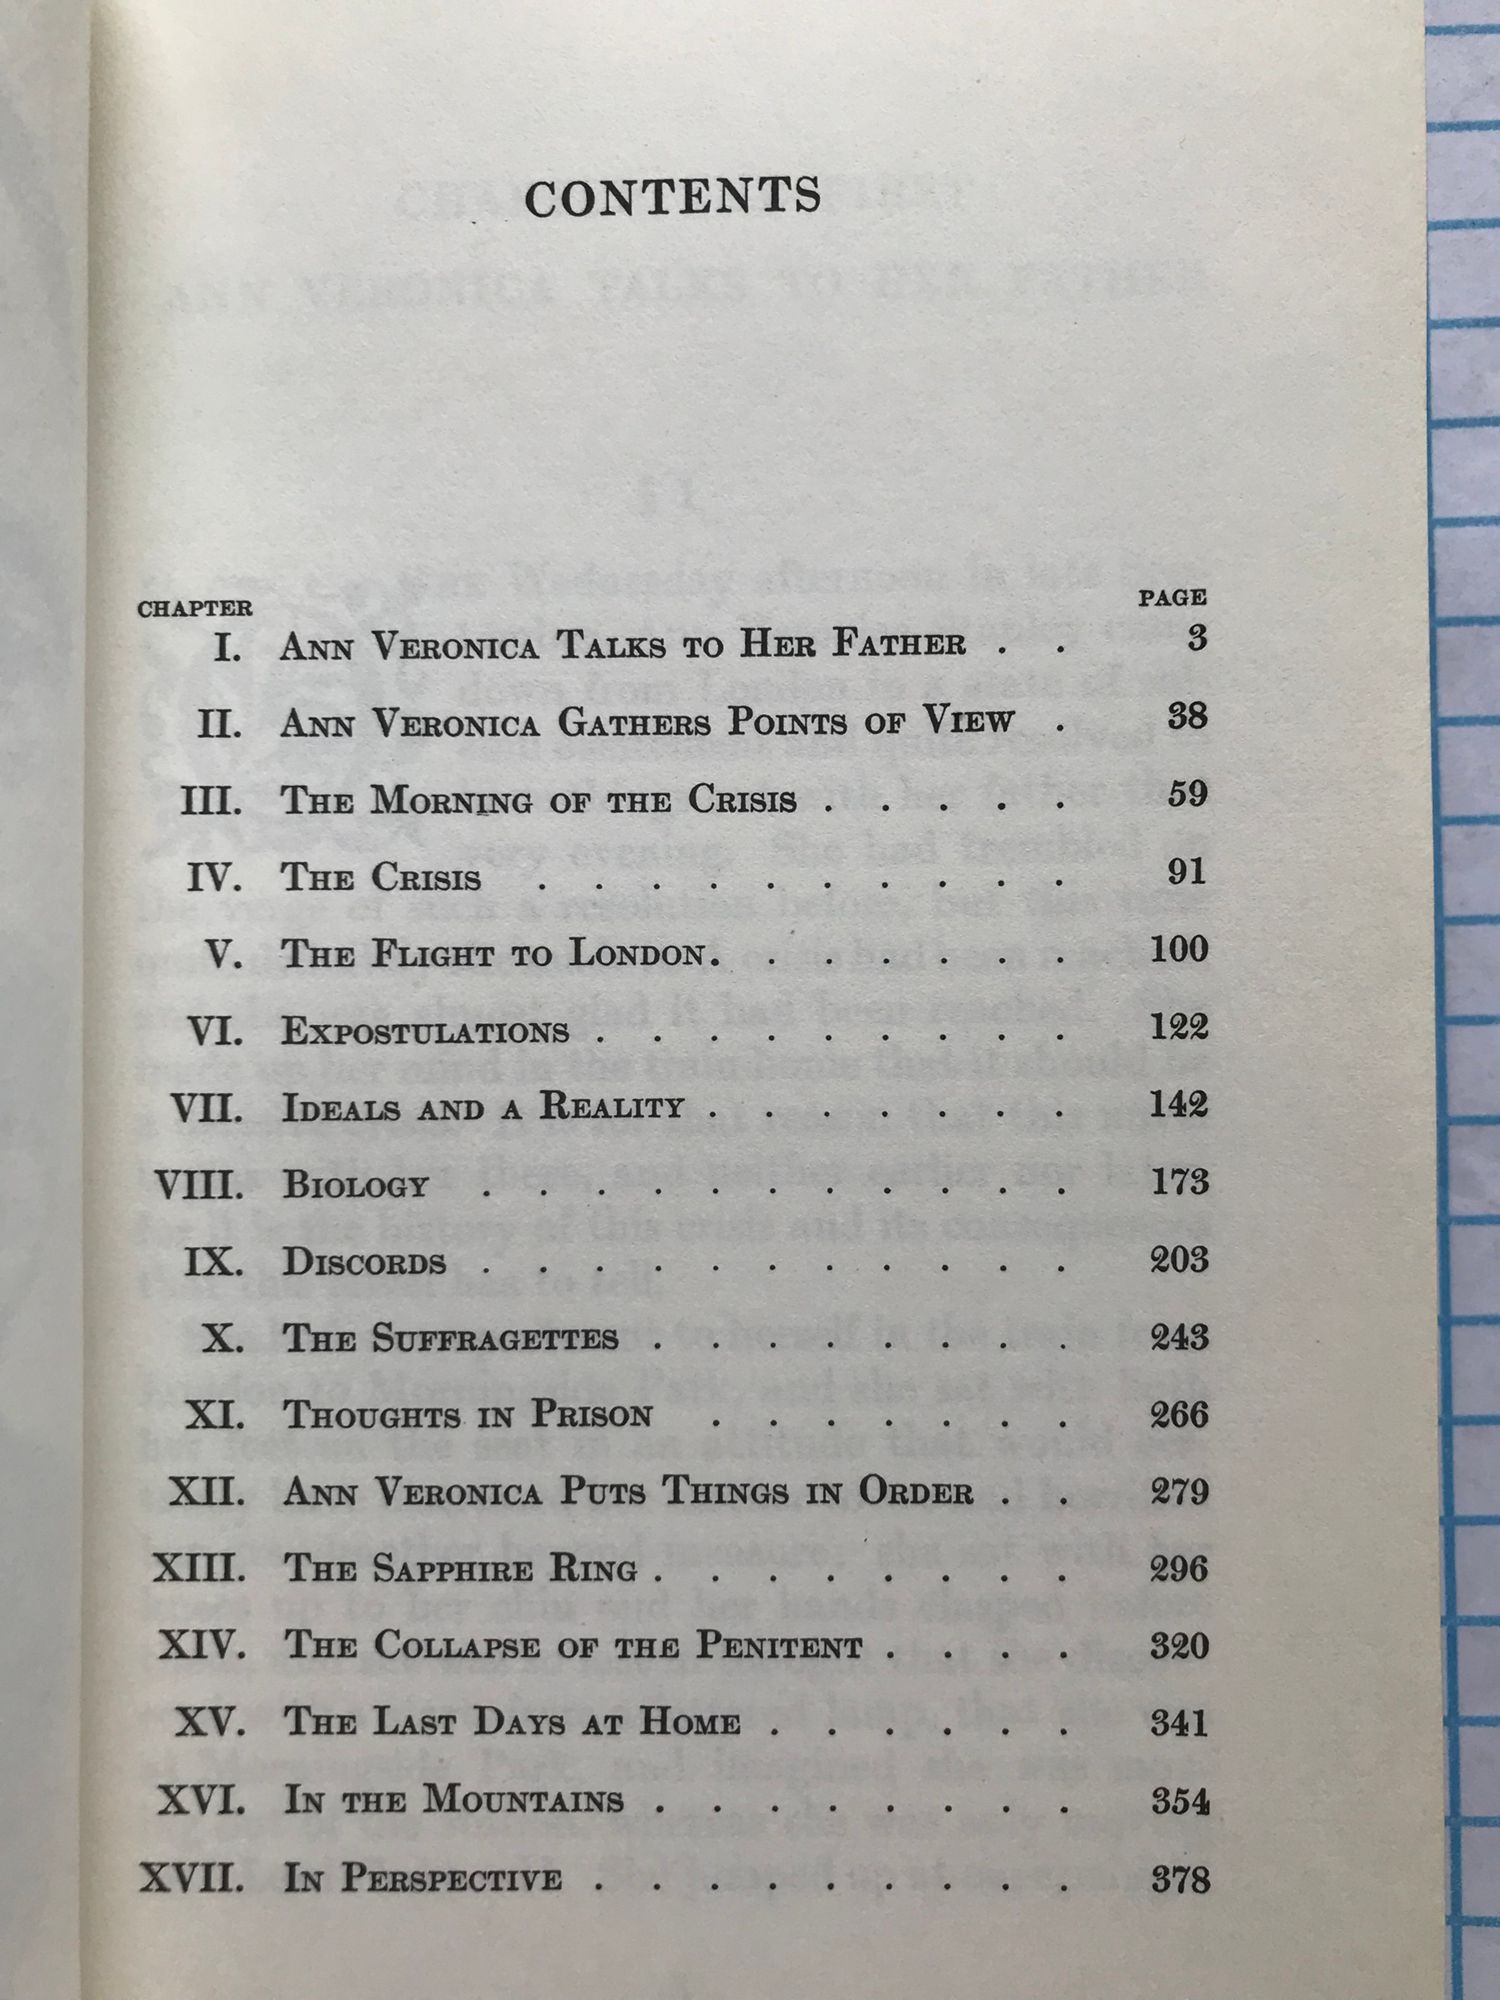 CONTENTS
CHAPTER PAGE
I. ANN VERONICA TALKS TO HER FATHER . . 3
II. ANN VERONICA GATHERS POINTS OF VIEW . 38
III. THE MORNING OF THE CRISIS . . . . . 59
IV. THE CRISIS . . . . . . . . . . 91
V. THE FLIGHT TO LONDON. . . . . . . 100
VI. EXPOSTULATIONS . . . . . . . . . 122
VII. IDEALS AND A REALITY . . . . . . . 142
VIII. BIOLOGY . . . . . . . . . . . 173
IX. DISCORDS . . . . . . . . . . . 203
X. THE SUFFRAGETTES . . . . . . . . 243
XI. THOUGHTS IN PRISON . . . . . . . 266
XII. ANN VERONICA PUTS THINGS IN ORDER . . 279
XIII. THE SAPPHIRE RING . . . . . . . . 296
XIV. THE COLLAPSE OF THE PENITENT . . . . 320
XV. THE LAST DAYS AT HOME . . . . . . 341
XVI. IN THE MOUNTAINS . . . . . . . . 354
XVII. IN PERSPECTIVE . . . . . . . . . 378